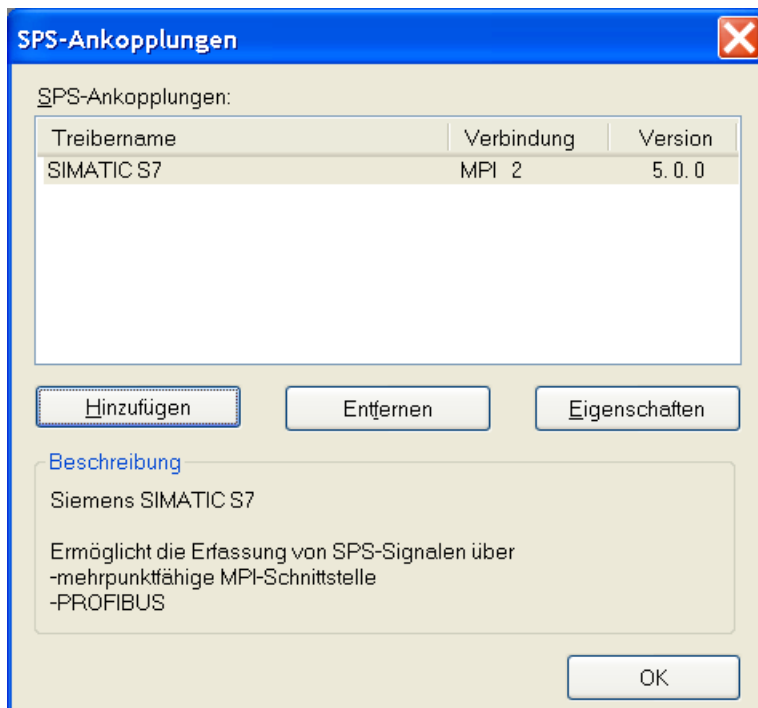 SPS-Ankopplungen
SPS-Ankopplungen:
Treibername Verbindung Version
SIMATIC S7 MPI 2 5. 0. 0
Hinzufügen Entfernen Eigenschaften
Beschreibung
Siemens SIMATIC S7
Ermöglicht die Erfassung von SPS-Signalen über
-mehrpunktfähige MPI-Schnittstelle
-PROFIBUS
OK